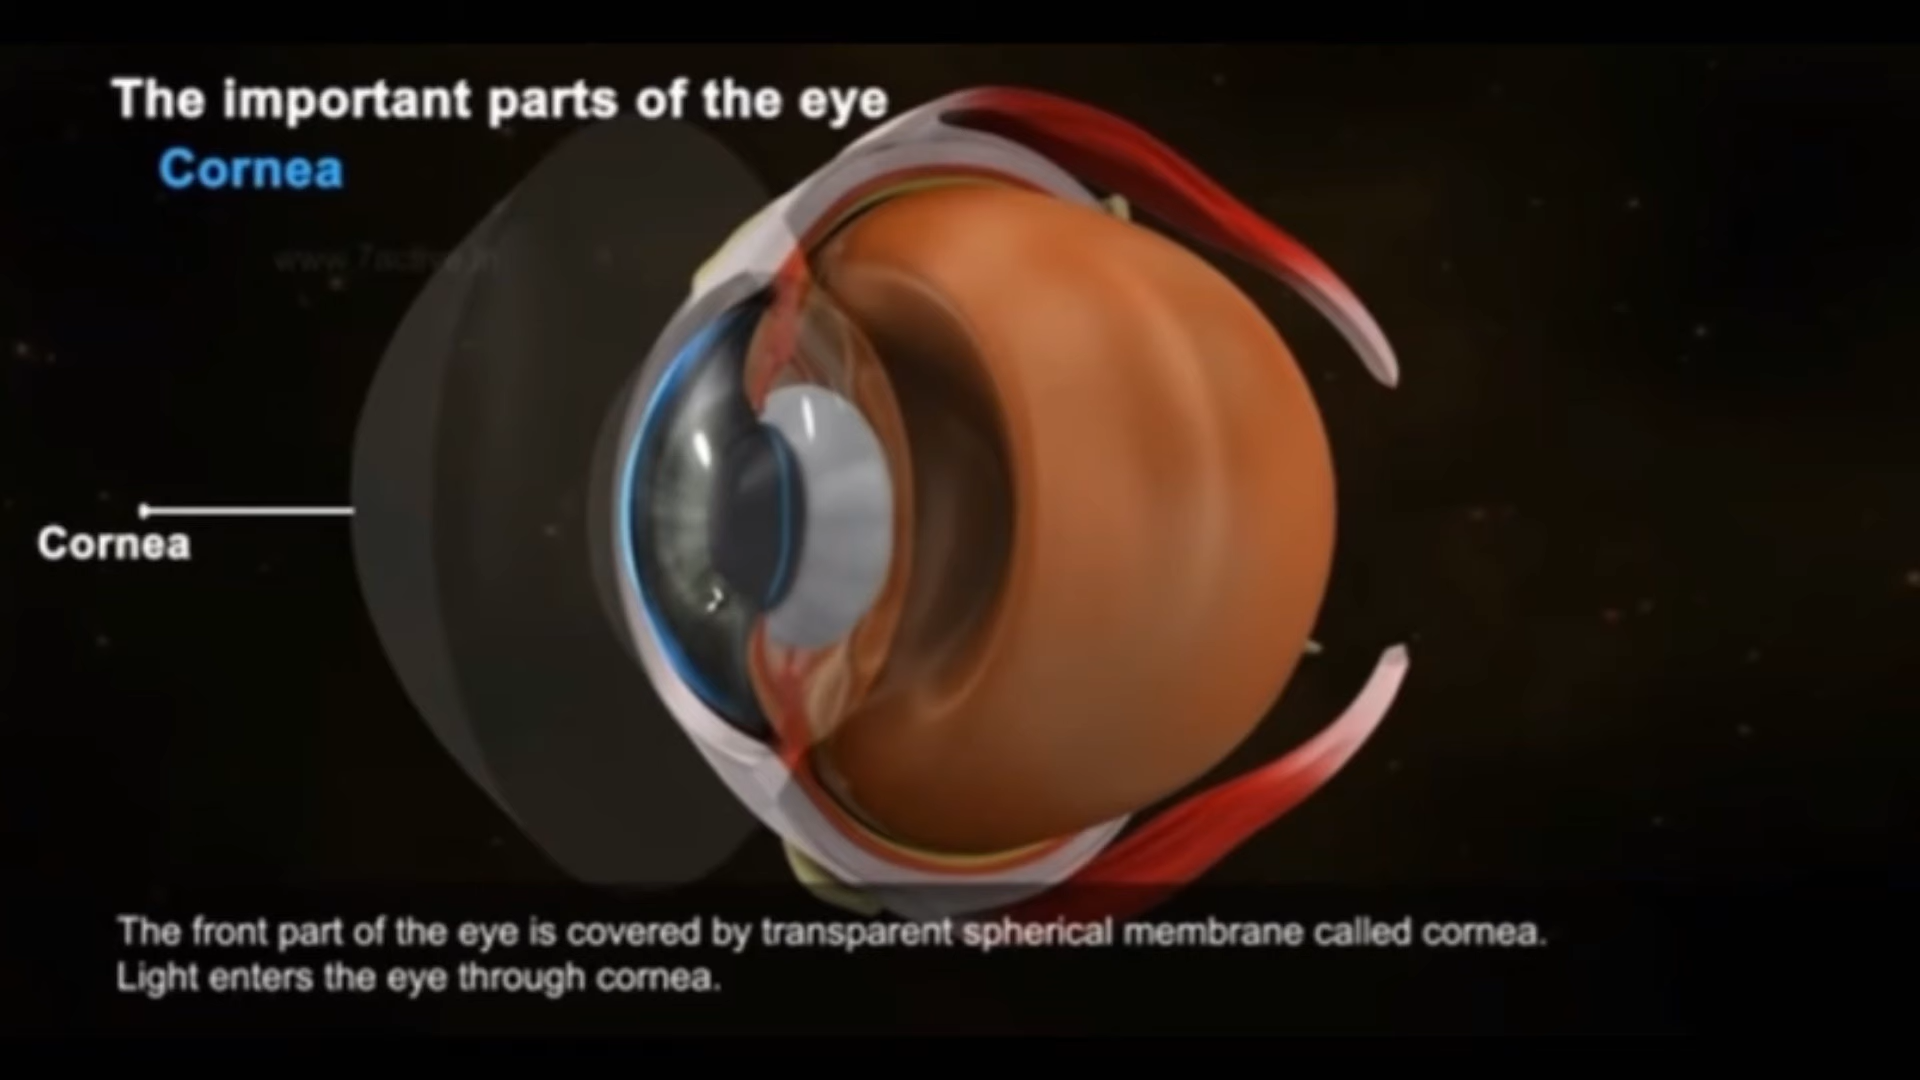 The important parts of the eye
Cornea
Cornea
The front part of the eye is covered by transparent spherical membrane called cornea.
Light enters the eye through cornea.